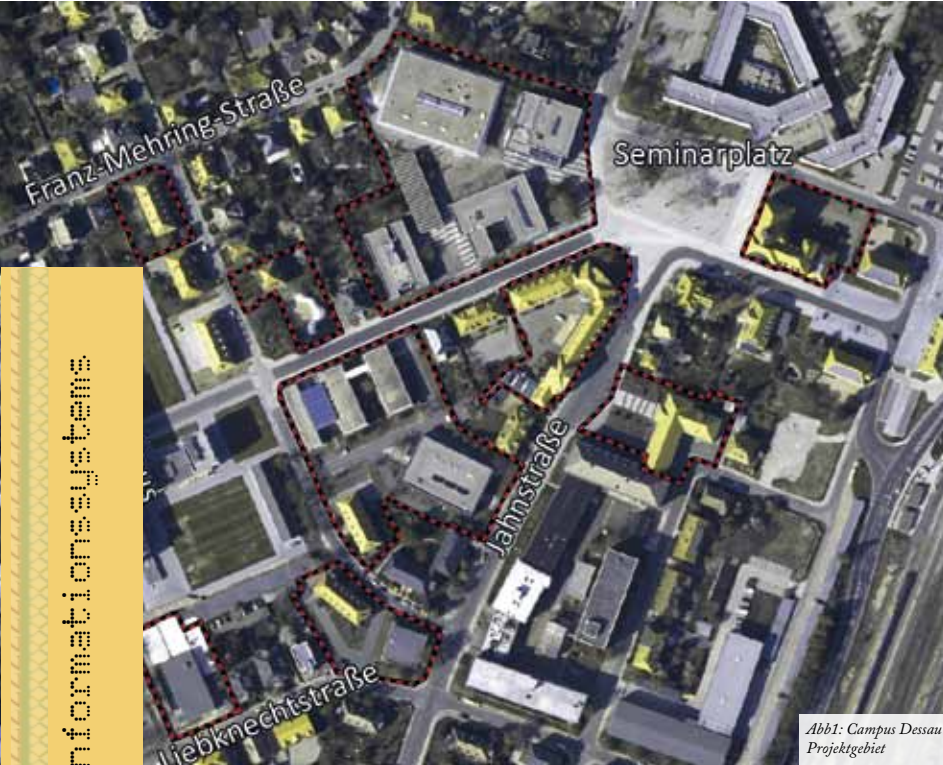 Franz-Mehring-Straße
Seminarplatz
Jahnstraße
Liebknechtstraße
nformationssystems
Abb1: Campus Dessau
Projektgebiet